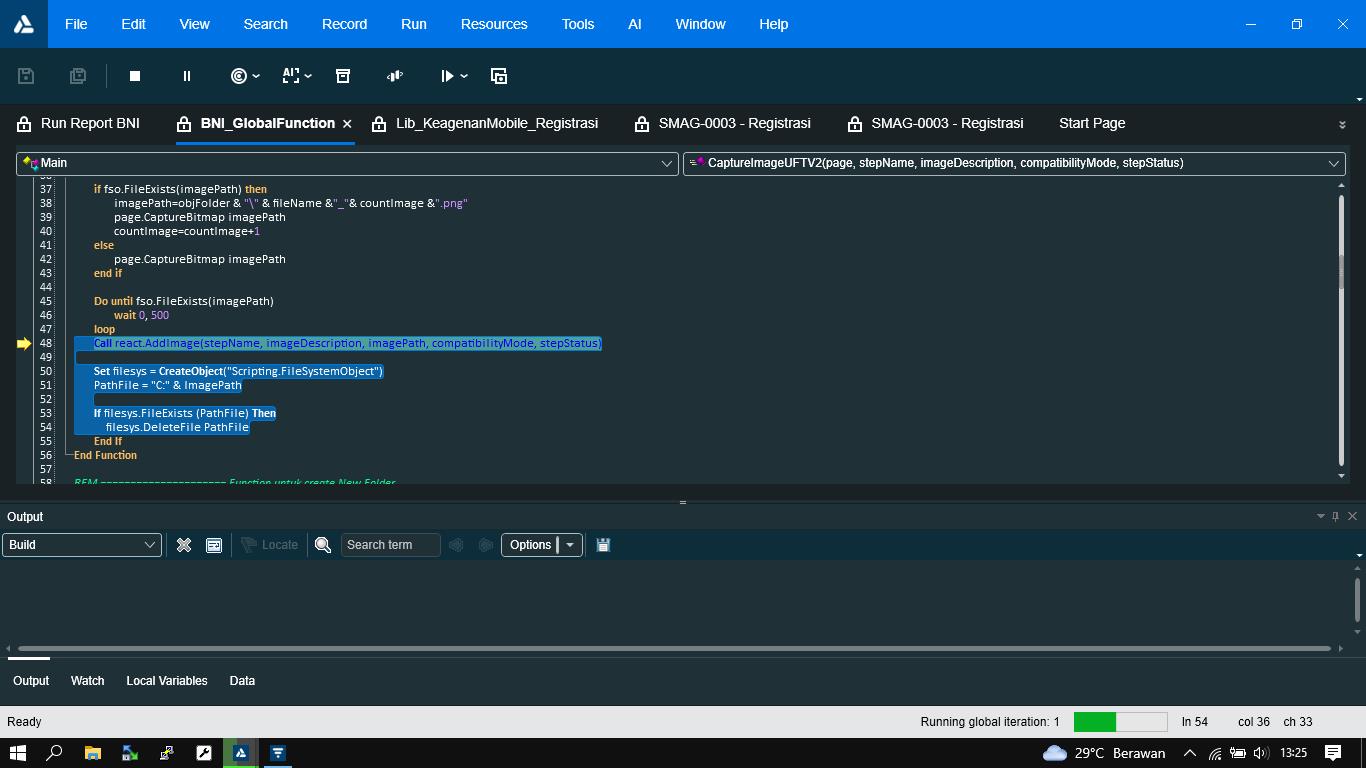 File Edit View Search Record Run Resources Tools AI Window Help
AI
Run Report BNI BNI_GlobalFunction Lib_KeagenanMobile_Registrasi SMAG-0003 - Registrasi SMAG-0003 - Registrasi Start Page
Main CaptureImageUFTV2(page, stepName, imageDescription, compatibilityMode, stepStatus)
36
37 if fso.FileExists(imagePath) then
38 imagePath=objFolder & "\" & fileName &"_"& countImage &".png"
39 page.CaptureBitmap imagePath
40 countImage=countImage+1
41 else
42 page.CaptureBitmap imagePath
43 end if
44
45 Do until fso.FileExists(imagePath)
46 wait 0, 500
47 loop
48 Call react.AddImage(stepName, imageDescription, imagePath, compatibilityMode, stepStatus)
49
50 Set filesys = CreateObject("Scripting.FileSystemObject")
51 PathFile = "C:" & ImagePath
52
53 If filesys.FileExists (PathFile) Then
54 filesys.DeleteFile PathFile
55 End If
56 End Function
57
58 REM ===================== Function untuk create New Folder
Output
Build Locate Search term Options
Output Watch Local Variables Data
Ready Running global iteration: 1 ln 54 col 36 ch 33
29°C Berawan 13:25